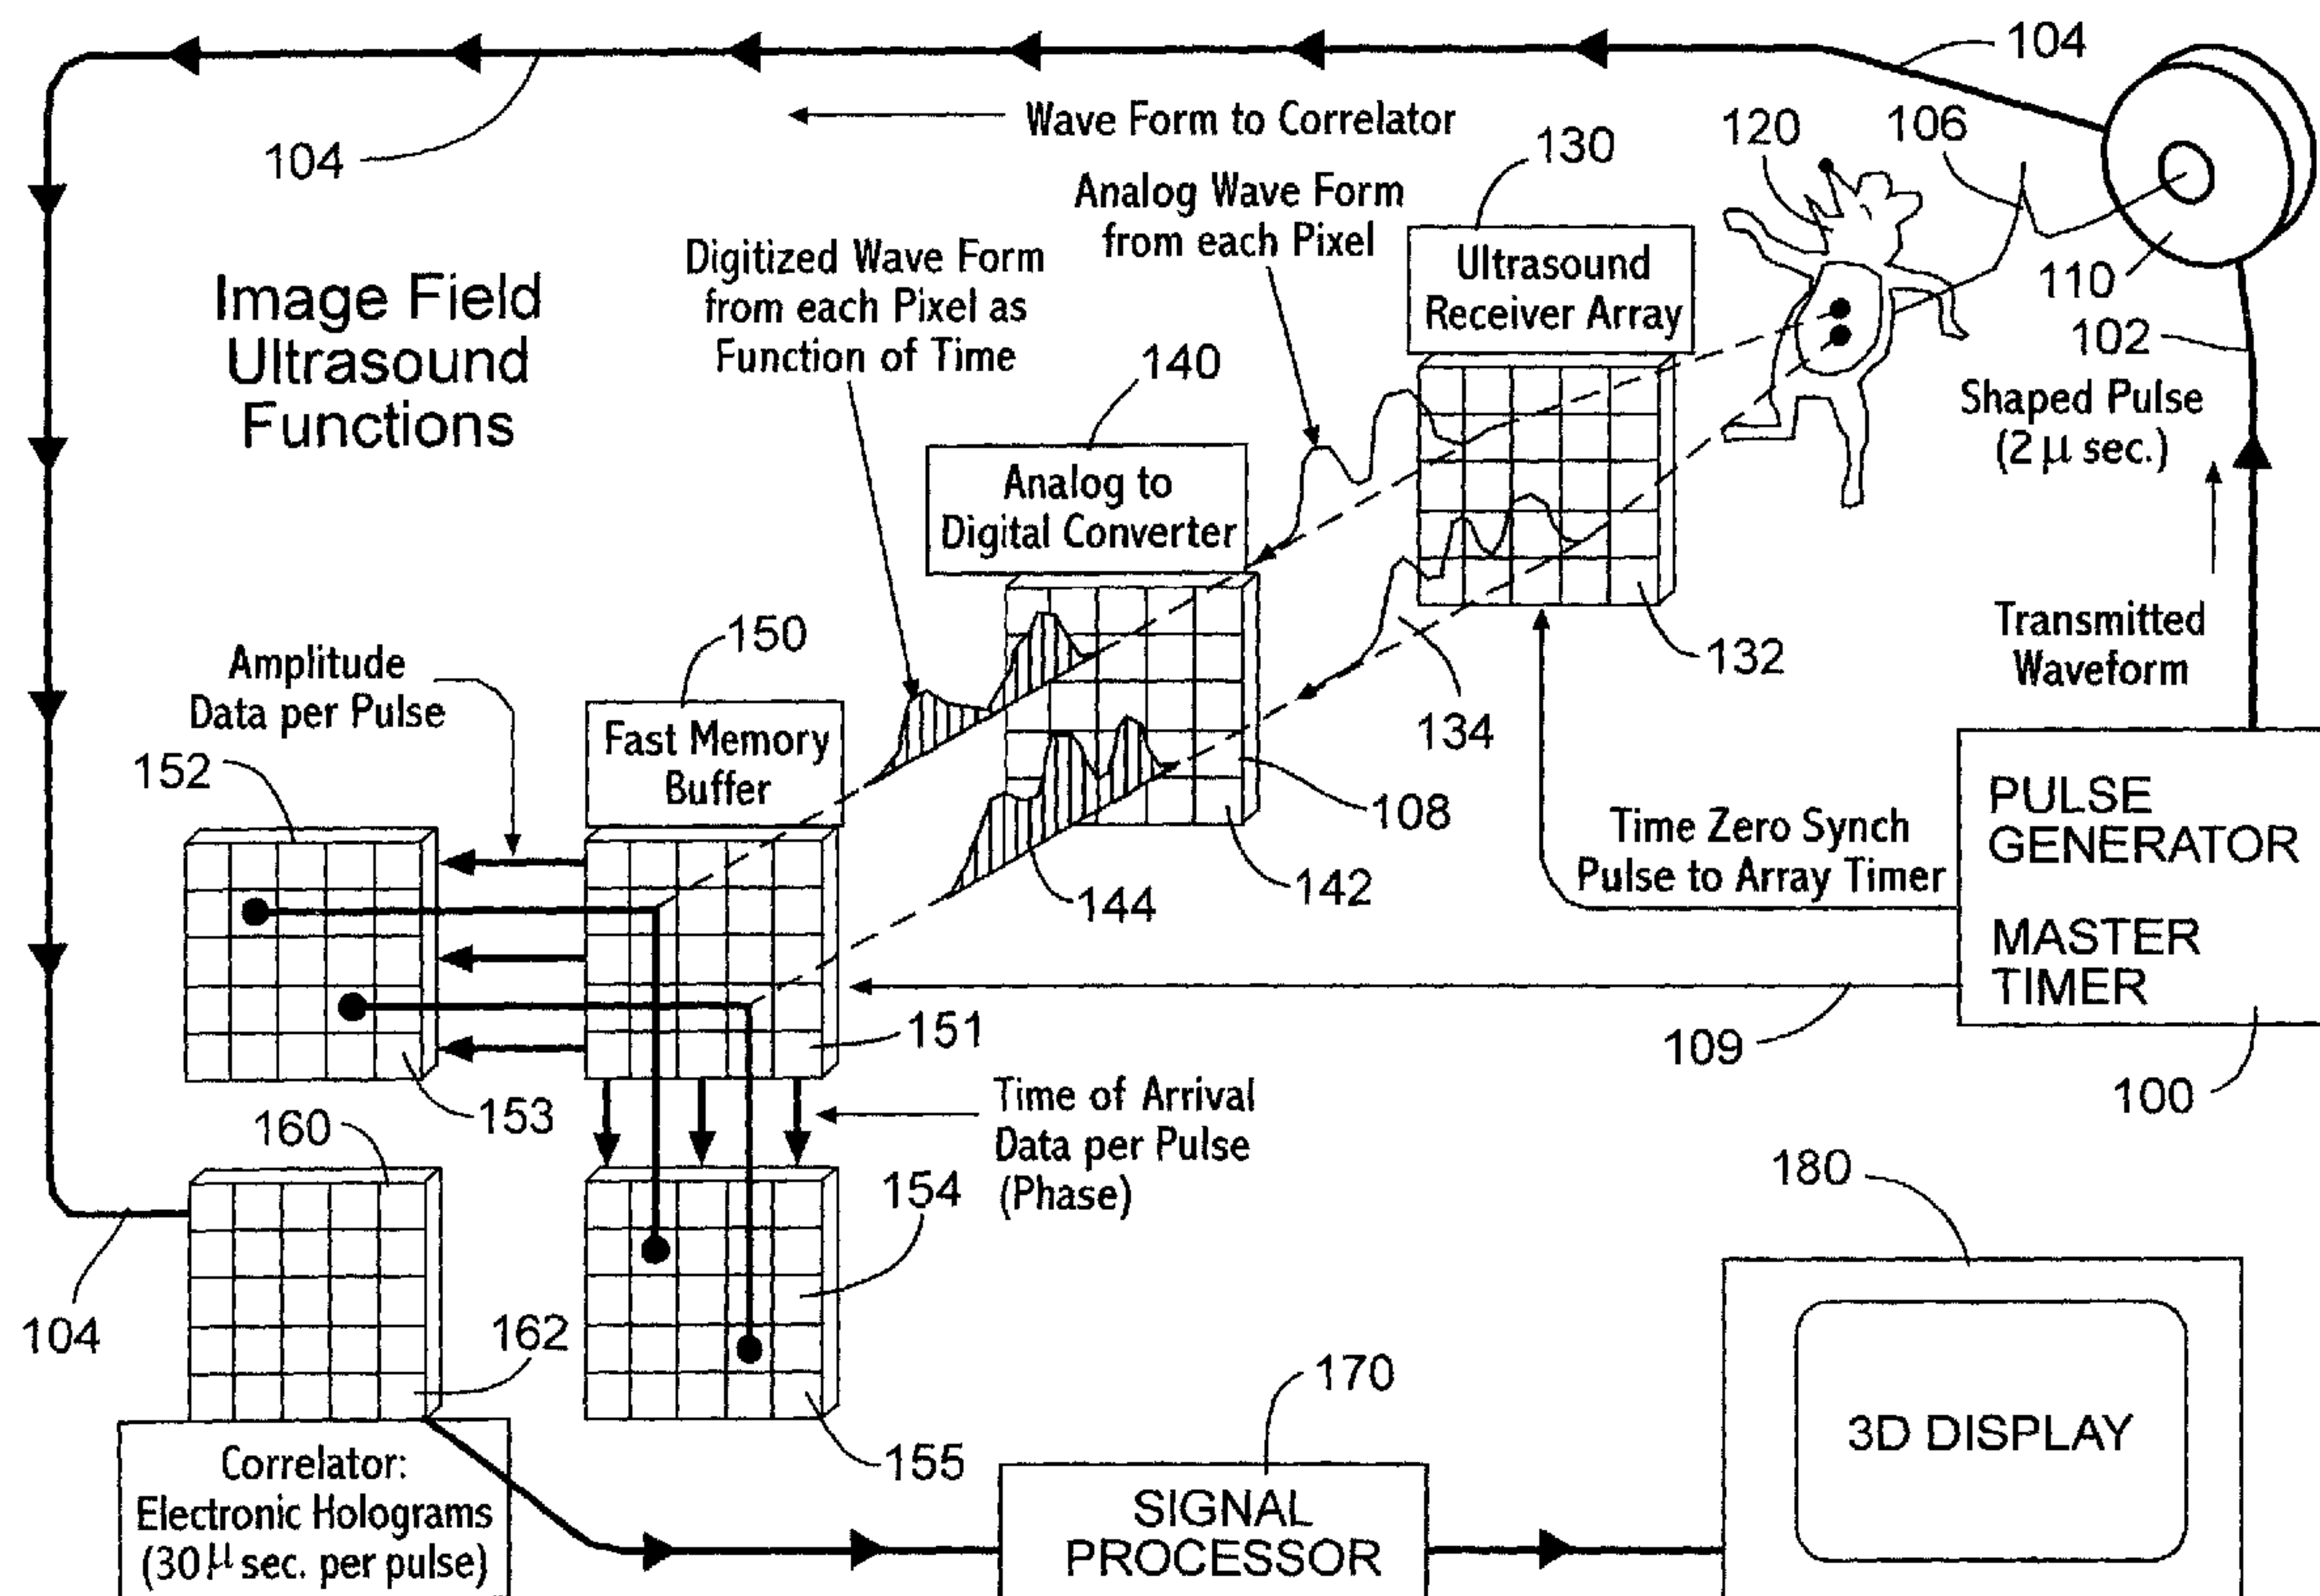 104
Wave Form to Correlator
104
120
106
130
Analog Wave Form
from each Pixel
Digitized Wave Form
from each Pixel as
Function of Time
Ultrasound
Receiver Array
110
102
Image Field
Ultrasound
Functions
Shaped Pulse
(2 μ sec.)
140
Analog to
Digital Converter
Transmitted
Waveform
132
134
150
Amplitude
Data per Pulse
Fast Memory
Buffer
152
108
142
144
Time Zero Synch
Pulse to Array Timer
PULSE
GENERATOR
MASTER
TIMER
151
109
100
153
160
Time of Arrival
Data per Pulse
(Phase)
154
180
104
162
155
170
3D DISPLAY
Correlator:
Electronic Holograms
(30 μ sec. per pulse)
SIGNAL
PROCESSOR